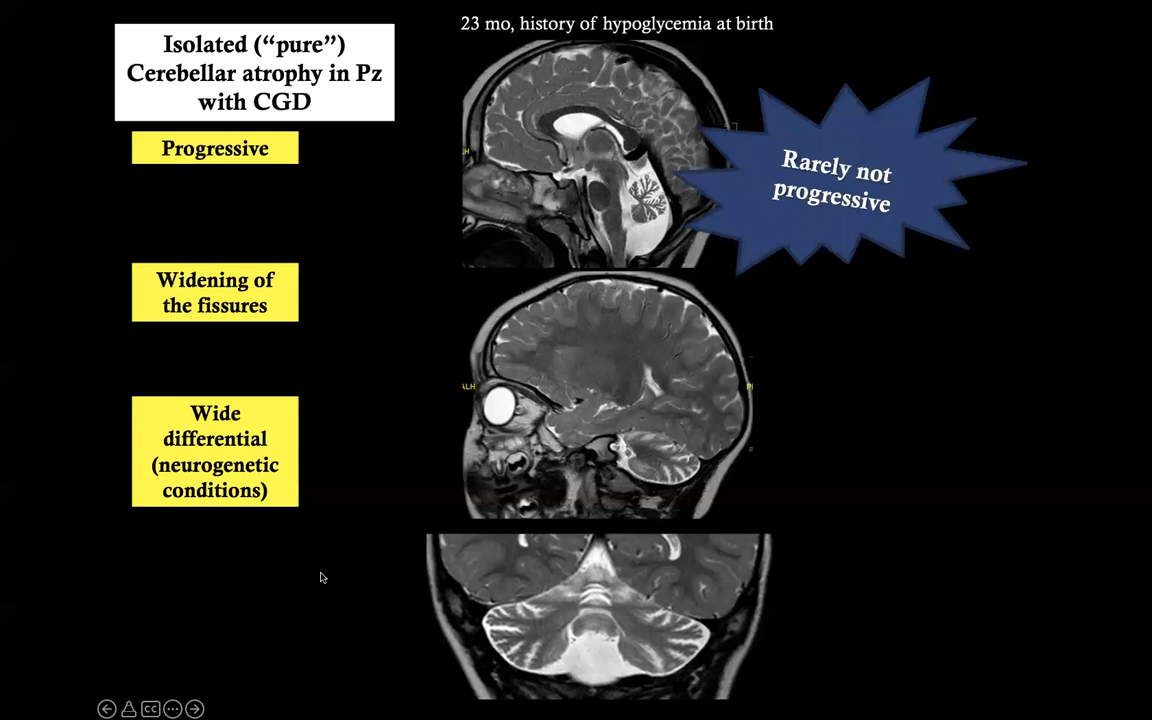 Isolated (“pure”)
Cerebellar atrophy in Pz
with CGD
23 mo, history of hypoglycemia at birth
Progressive
Rarely not
progressive
Widening of
the fissures
Wide
differential
(neurogenetic
conditions)
CC